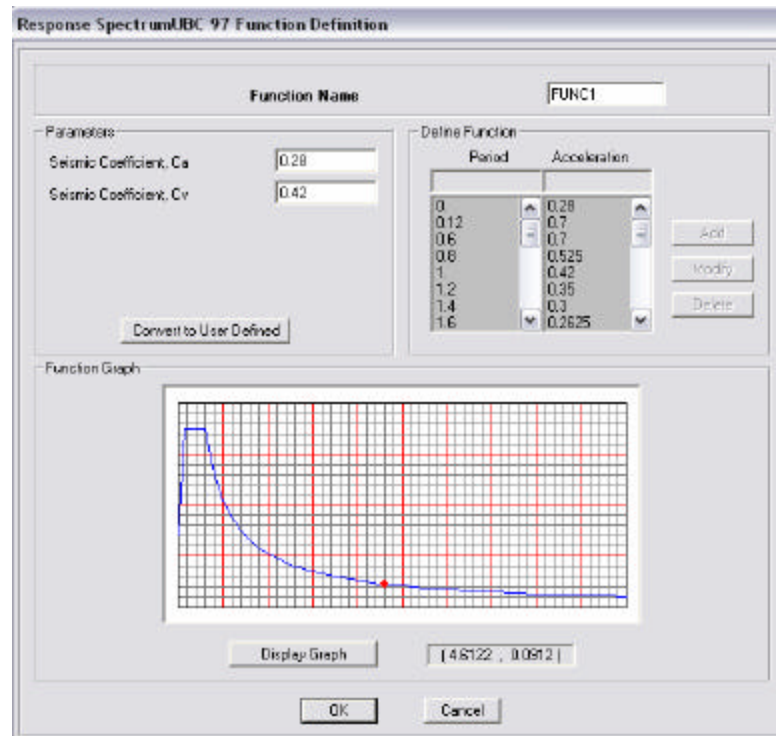 Response SpectrumUBC 97 Function Definition
Function Name
FUNC1
Parameters
Seismic Coefficient, Ca
0.28
Seismic Coefficient, Cv
0.42
Convert to User Defined
Define Function
Period Acceleration
0 0.28
0.12 0.7
0.6 0.7
0.8 0.525
1 0.42
1.2 0.35
1.4 0.3
1.6 0.2625
Add
Modify
Delete
Function Graph
Display Graph
( 4.6122 , 0.0912 )
OK
Cancel